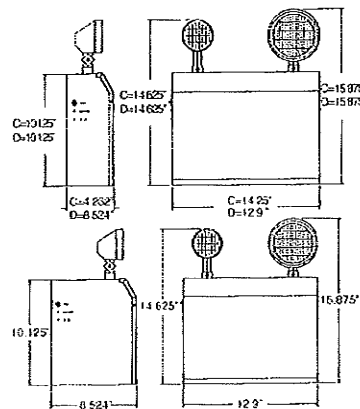 C=14.625"
D=14.625"
C=15.875
D=15.875
C=10.125"
D=10.125"
C=4.262"
D=8.524"
C=14.25"
D=12.9"
14.625"
15.875"
10.125"
8.524"
12.9"